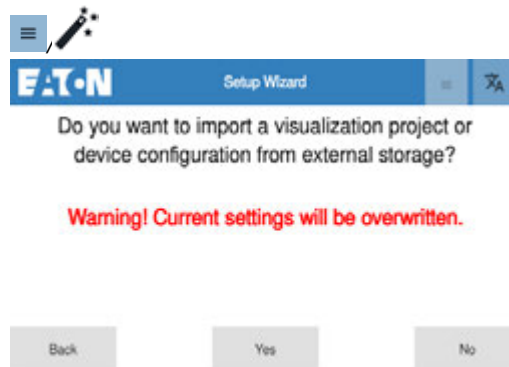 EATON
Setup Wizard
Do you want to import a visualization project or
device configuration from external storage?
Warning! Current settings will be overwritten.
Back
Yes
No